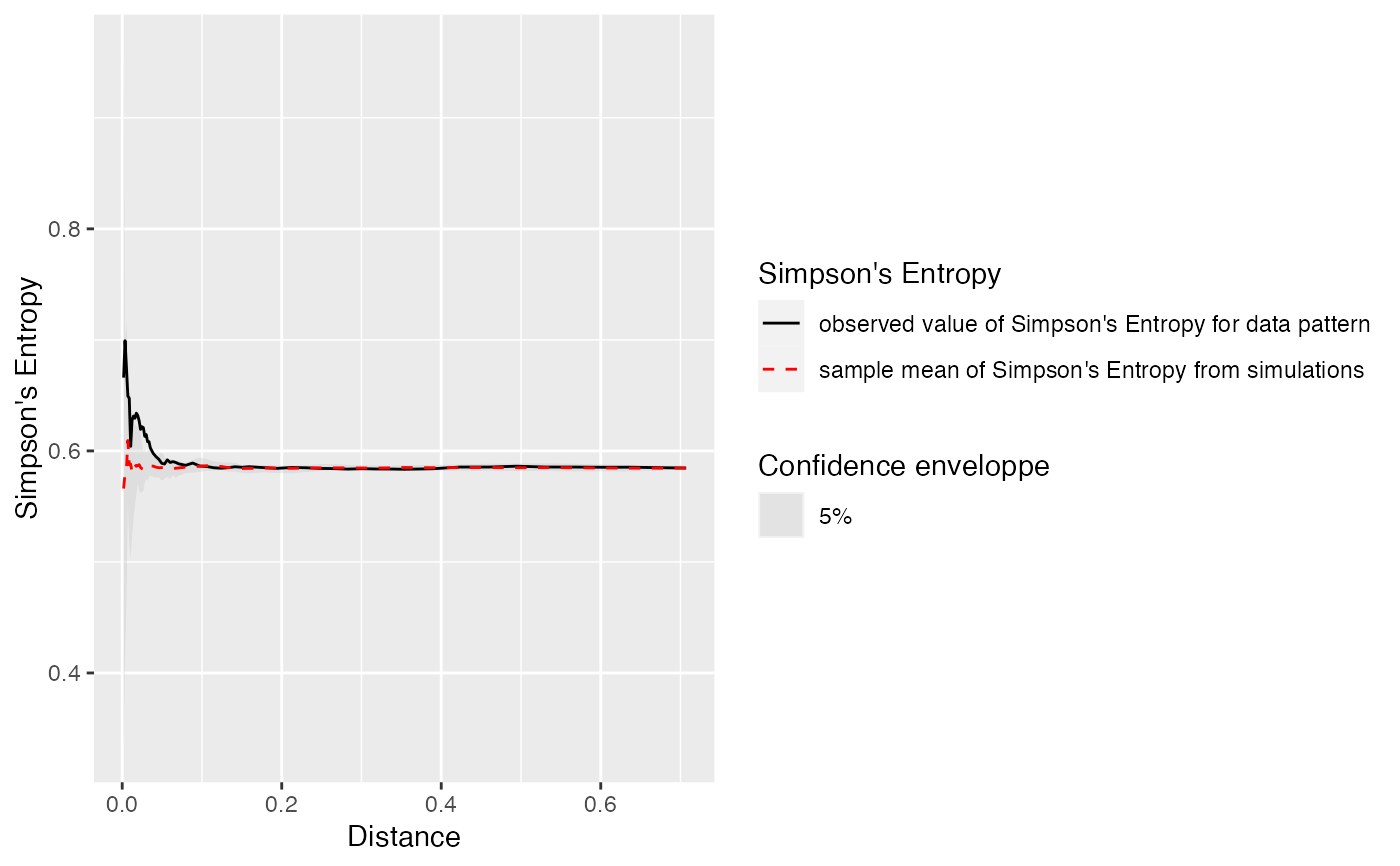 Simpson's Entropy
0.8
0.6
0.4
0.0
0.2
0.4
0.6
Distance
Simpson's Entropy
observed value of Simpson's Entropy for data pattern
sample mean of Simpson's Entropy from simulations
Confidence enveloppe
5%